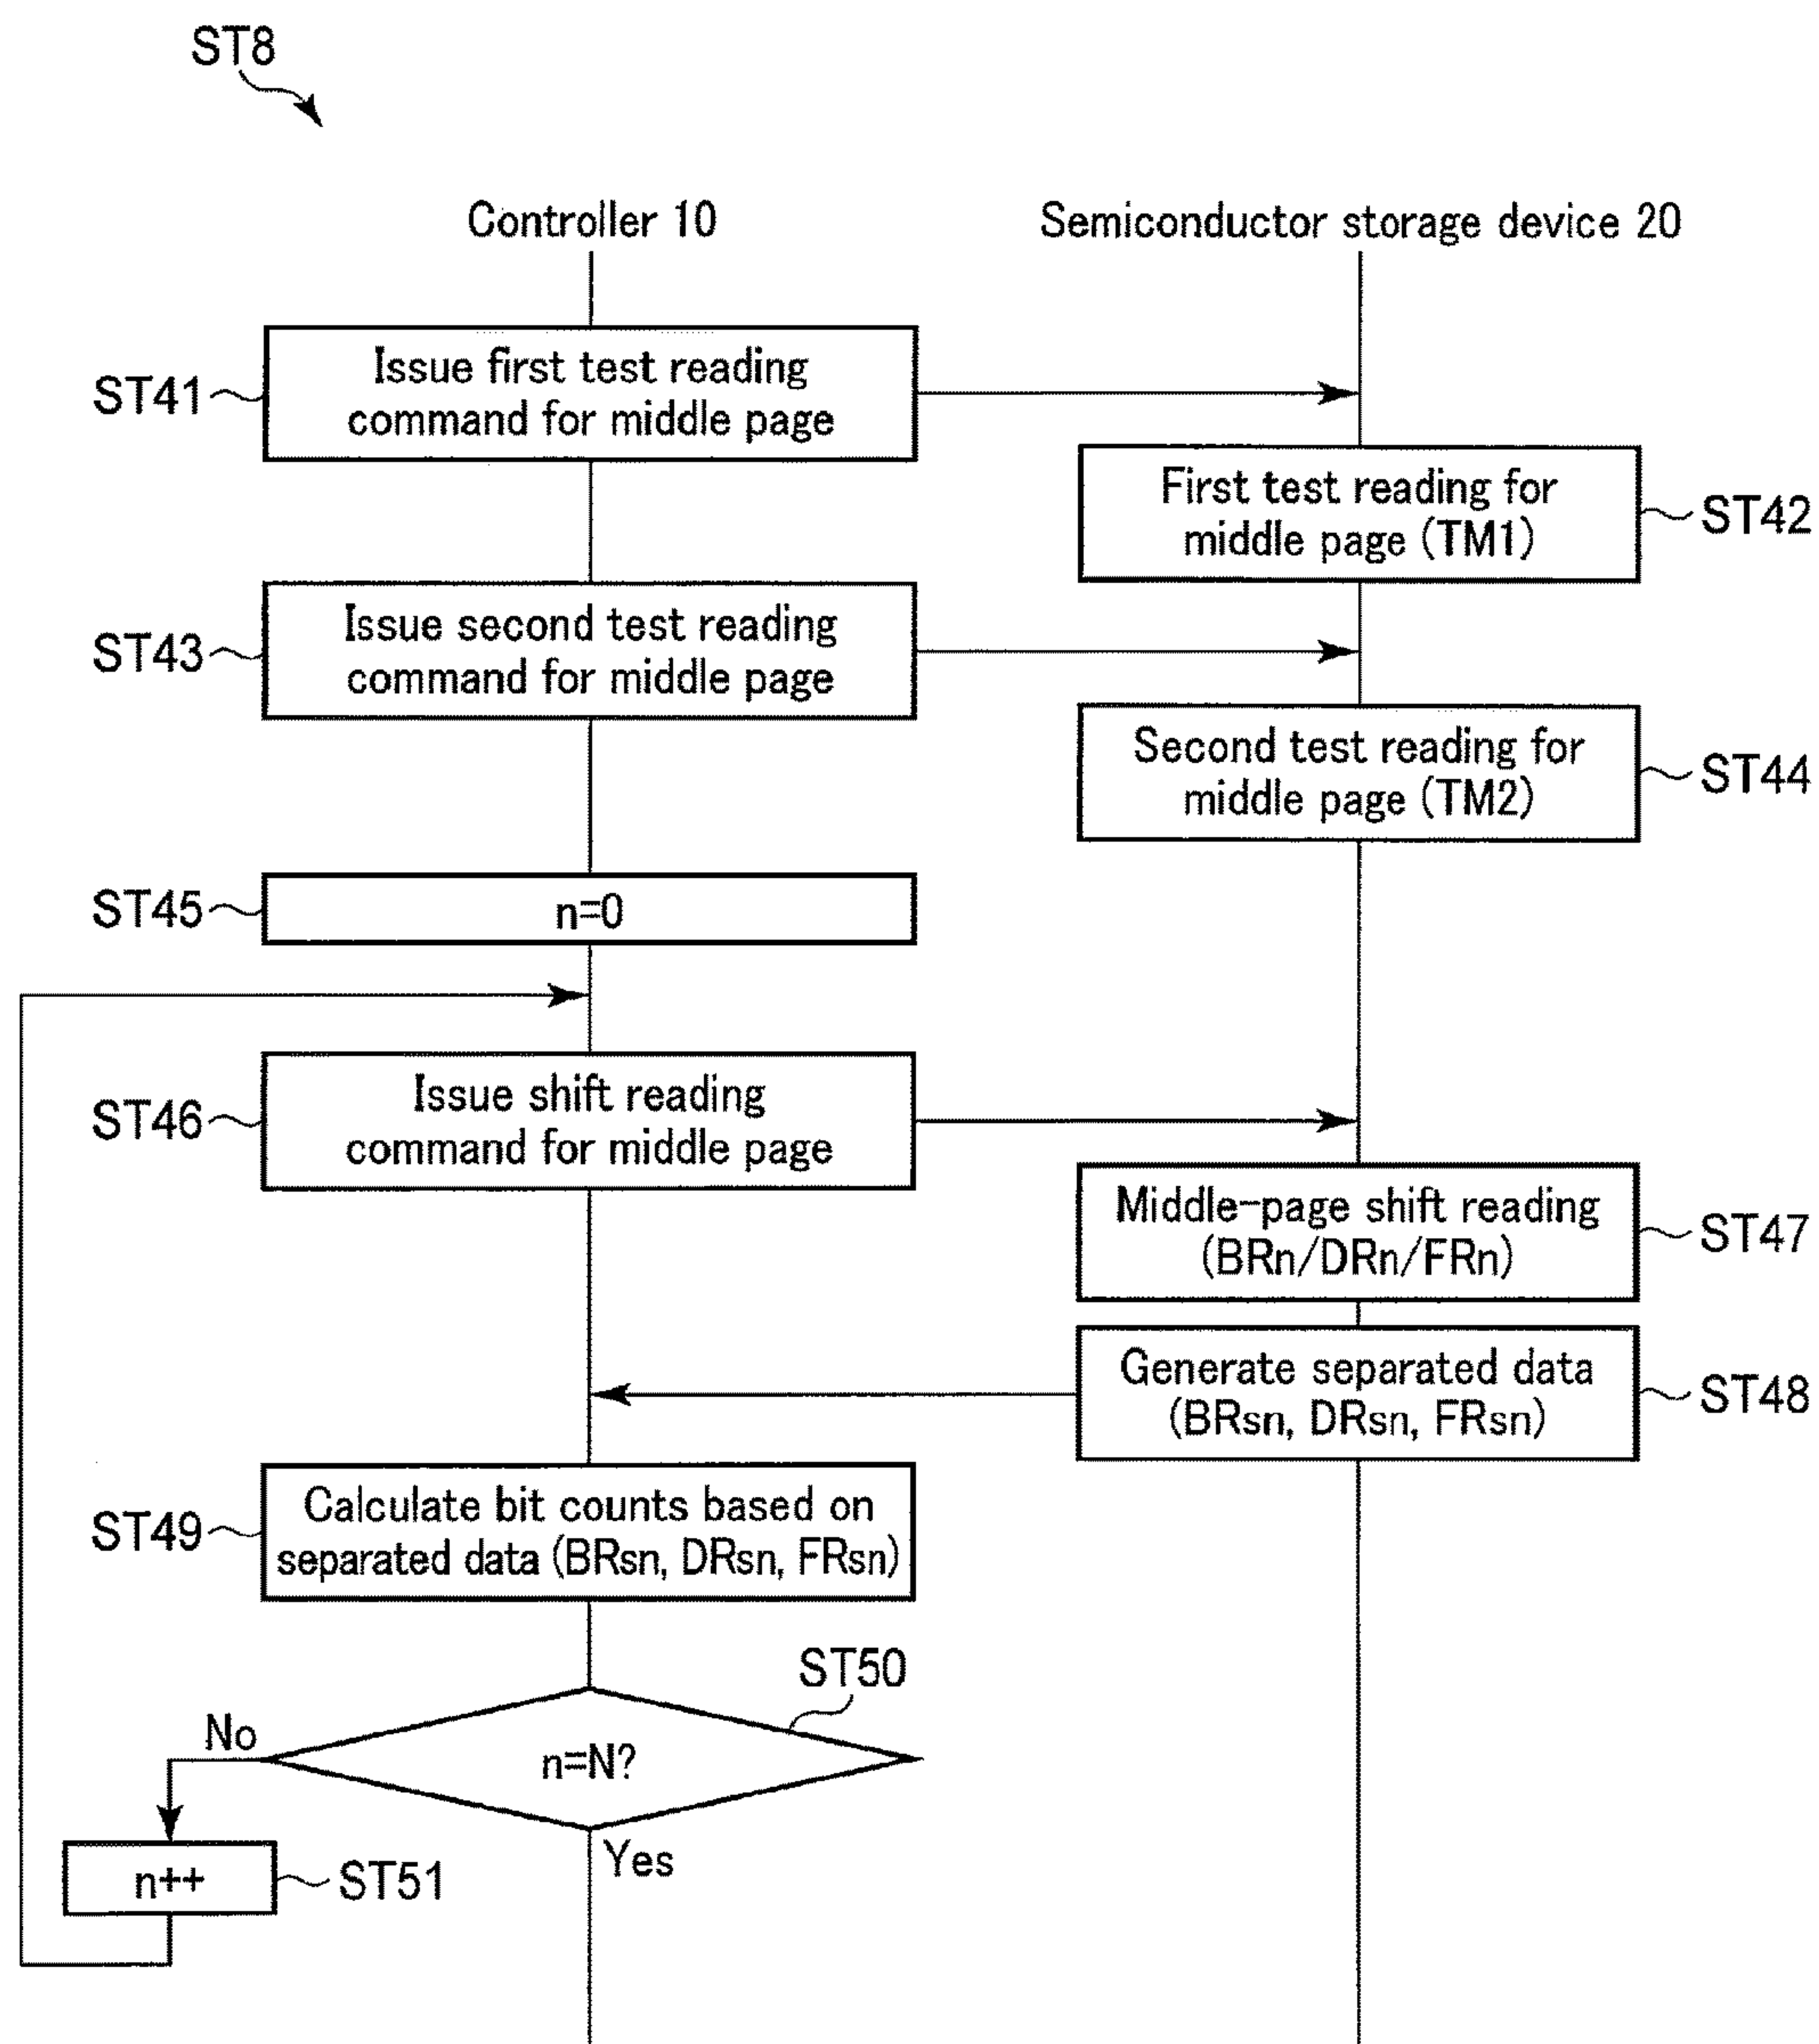 ST8
Controller 10
Semiconductor storage device 20
ST41
Issue first test reading
command for middle page
First test reading for
middle page (TM1)
ST42
ST43
Issue second test reading
command for middle page
Second test reading for
middle page (TM2)
ST44
ST45
n=0
ST46
Issue shift reading
command for middle page
Middle-page shift reading
(BRn/DRn/FRn)
ST47
Generate separated data
(BRsn, DRsn, FRsn)
ST48
ST49
Calculate bit counts based on
separated data (BRsn, DRsn, FRsn)
ST50
No
n=N?
Yes
n++
ST51